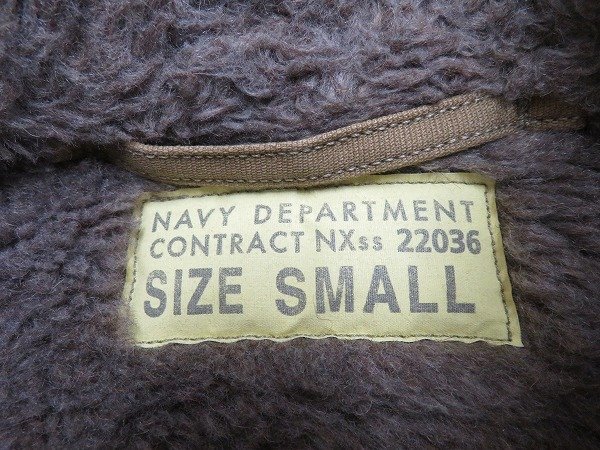 NAVY DEPARTMENT
CONTRACT NXss 22036
SIZE SMALL